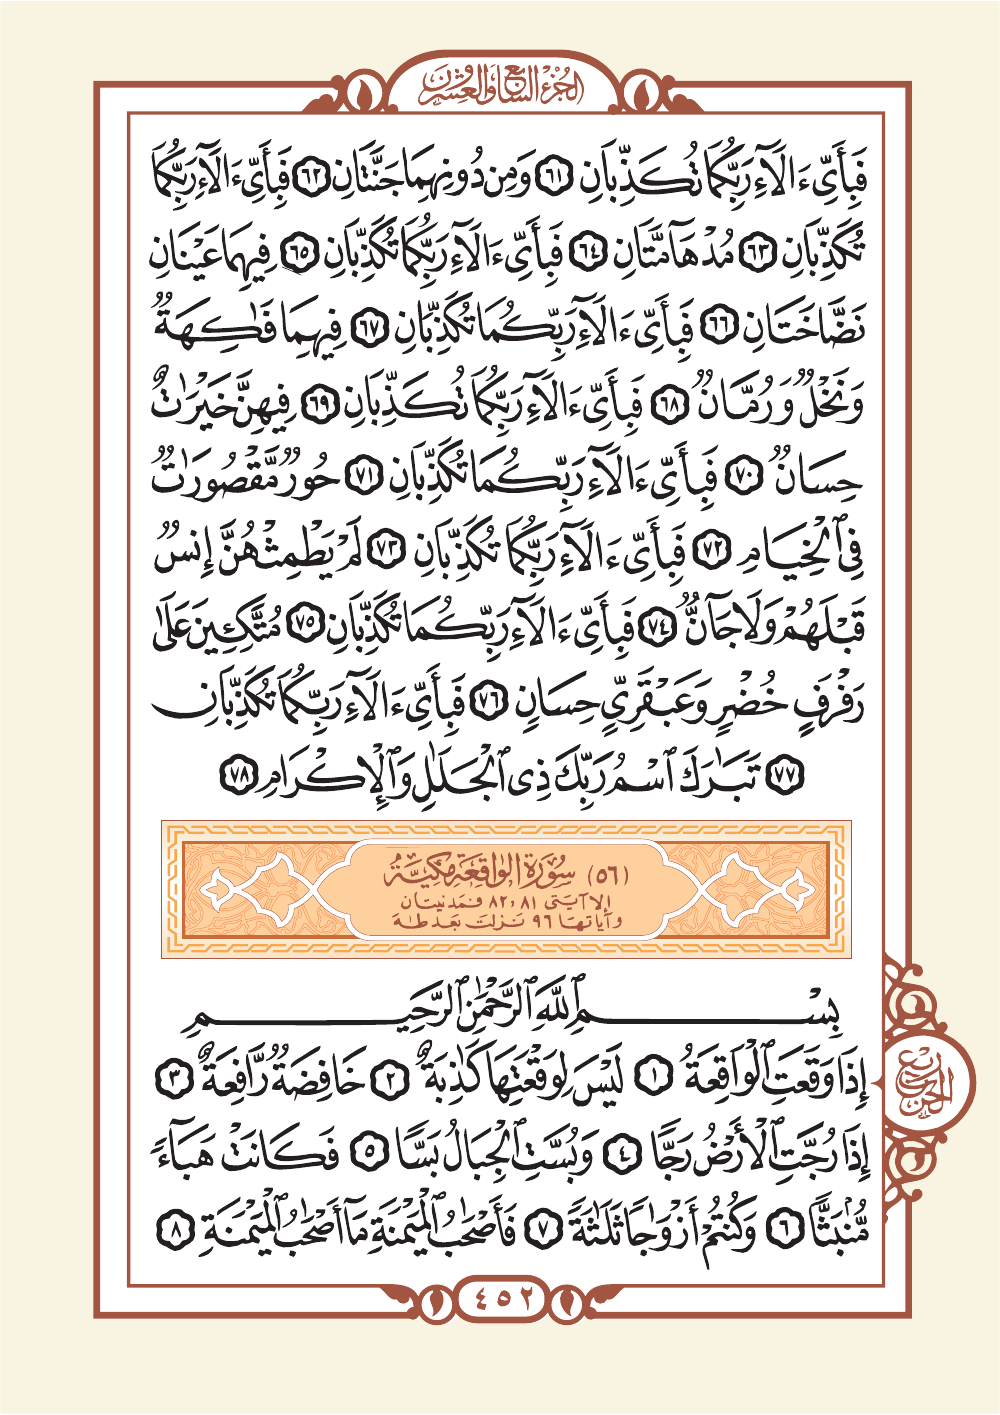 الجزء السابع والعشرون
فَبِأَىِّ ءَالَآءِ رَبِّكُمَا تُكَذِّبَانِ ٦١ وَمِن دُونِهِمَا جَنَّتَانِ ٦٢ فَبِأَىِّ ءَالَآءِ رَبِّكُمَا
تُكَذِّبَانِ ٦٣ مُدْهَآمَّتَانِ ٦٤ فَبِأَىِّ ءَالَآءِ رَبِّكُمَا تُكَذِّبَانِ ٦٥ فِيهِمَا عَيْنَانِ
نَضَّاخَتَانِ ٦٦ فَبِأَىِّ ءَالَآءِ رَبِّكُمَا تُكَذِّبَانِ ٦٧ فِيهِمَا فَٰكِهَةٌ
وَنَخْلٌ وَرُمَّانٌ ٦٨ فَبِأَىِّ ءَالَآءِ رَبِّكُمَا تُكَذِّبَانِ ٦٩ فِيهِنَّ خَيْرَٰتٌ
حِسَانٌ ٧٠ فَبِأَىِّ ءَالَآءِ رَبِّكُمَا تُكَذِّبَانِ ٧١ حُورٌ مَّقْصُورَٰتٌ
فِى ٱلْخِيَامِ ٧٢ فَبِأَىِّ ءَالَآءِ رَبِّكُمَا تُكَذِّبَانِ ٧٣ لَمْ يَطْمِثْهُنَّ إِنسٌ
قَبْلَهُمْ وَلَا جَآنٌّ ٧٤ فَبِأَىِّ ءَالَآءِ رَبِّكُمَا تُكَذِّبَانِ ٧٥ مُتَّكِـِٔينَ عَلَىٰ
رَفْرَفٍ خُضْرٍ وَعَبْقَرِىٍّ حِسَانٍ ٧٦ فَبِأَىِّ ءَالَآءِ رَبِّكُمَا تُكَذِّبَانِ
٧٧ تَبَٰرَكَ ٱسْمُ رَبِّكَ ذِى ٱلْجَلَٰلِ وَٱلْإِكْرَامِ ٧٨
(٥٦) سُورَةُ الوَاقِعَةِ مَكِيَّةٌ
إلا آيتى ٨١، ٨٢ فمدنيتان
وآياتها ٩٦ نزلت بعد طه
بِسْمِ ٱللَّهِ ٱلرَّحْمَٰنِ ٱلرَّحِيمِ
إِذَا وَقَعَتِ ٱلْوَاقِعَةُ ١ لَيْسَ لِوَقْعَتِهَا كَاذِبَةٌ ٢ خَافِضَةٌ رَّافِعَةٌ ٣
إِذَا رُجَّتِ ٱلْأَرْضُ رَجًّا ٤ وَبُسَّتِ ٱلْجِبَالُ بَسًّا ٥ فَكَانَتْ هَبَآءً
مُّنۢبَثًّا ٦ وَكُنتُمْ أَزْوَٰجًا ثَلَٰثَةً ٧ فَأَصْحَٰبُ ٱلْمَيْمَنَةِ مَآ أَصْحَٰبُ ٱلْمَيْمَنَةِ ٨
ربع الحزب
٤٥٢